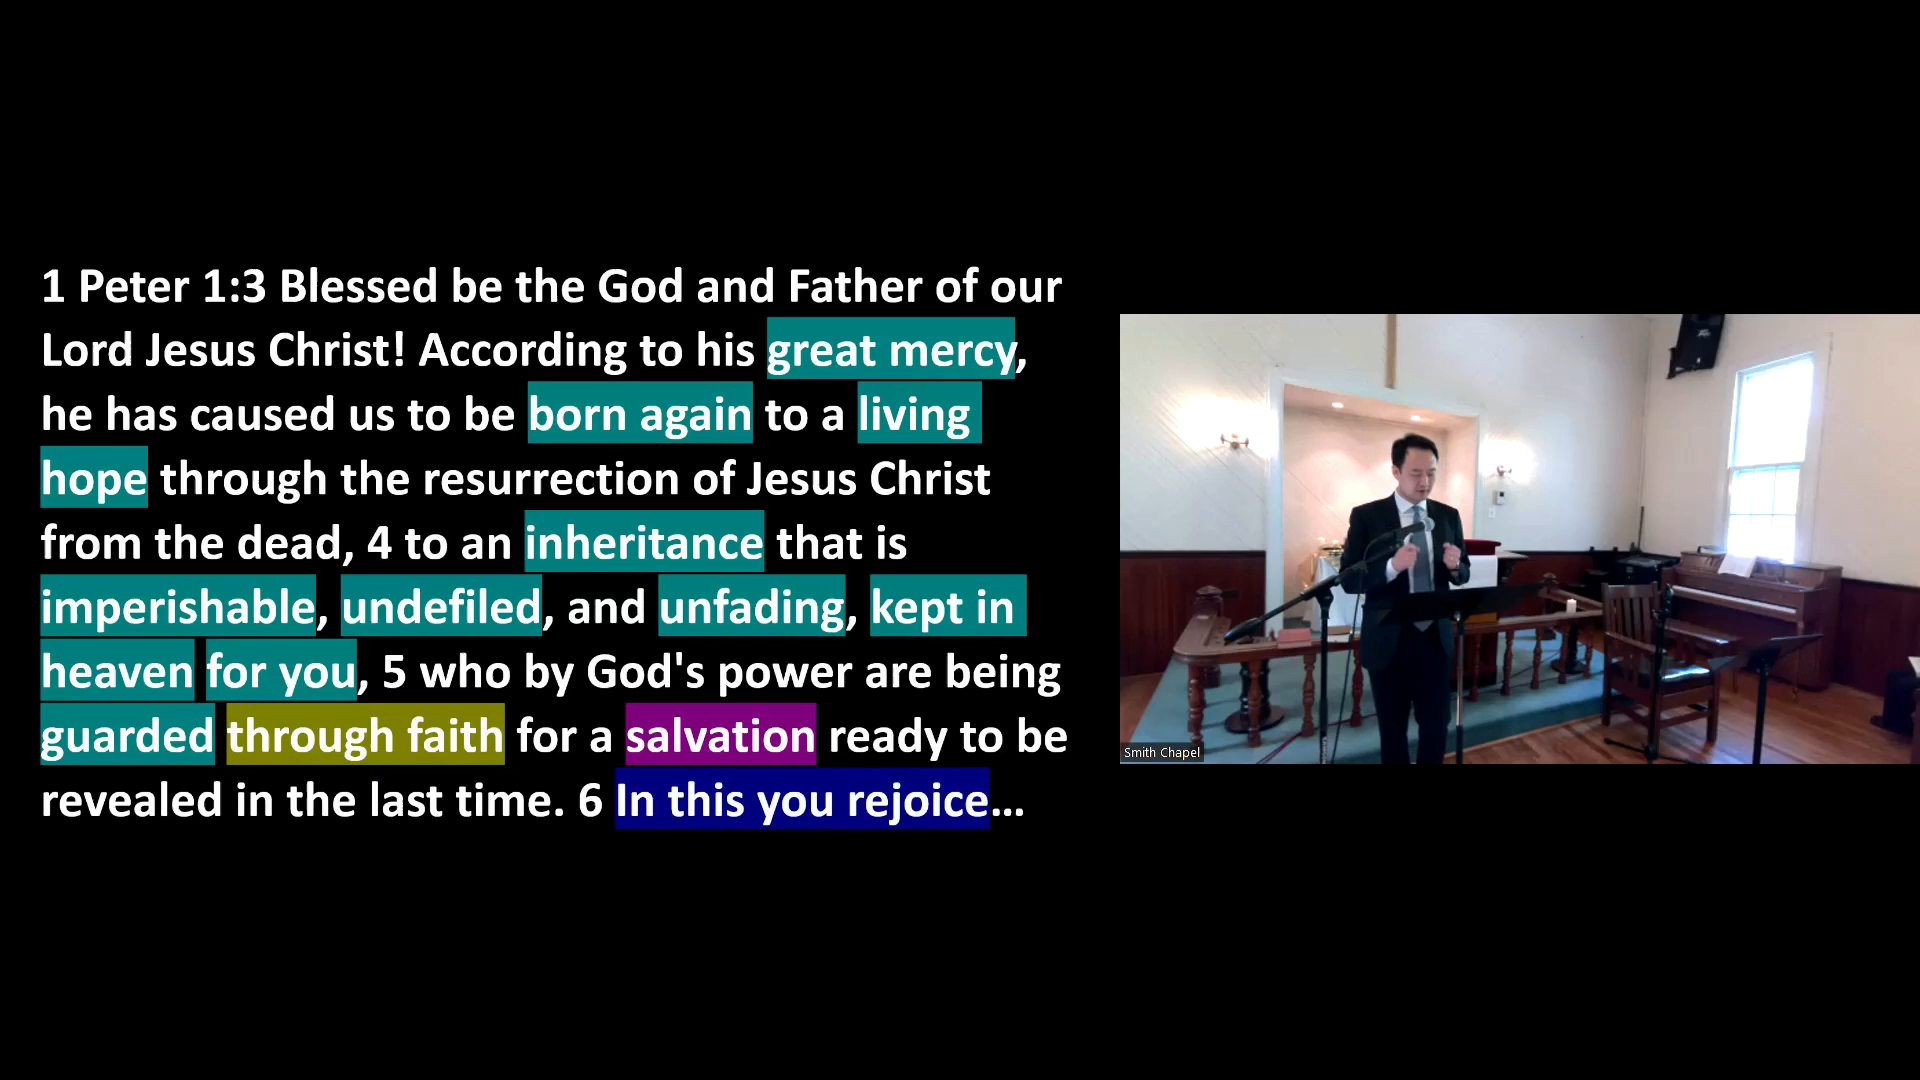 1 Peter 1:3 Blessed be the God and Father of our
Lord Jesus Christ! According to his great mercy,
he has caused us to be born again to a living
hope through the resurrection of Jesus Christ
from the dead, 4 to an inheritance that is
imperishable, undefiled, and unfading, kept in
heaven for you, 5 who by God's power are being
guarded through faith for a salvation ready to be
revealed in the last time. 6 In this you rejoice...
Smith Chapel